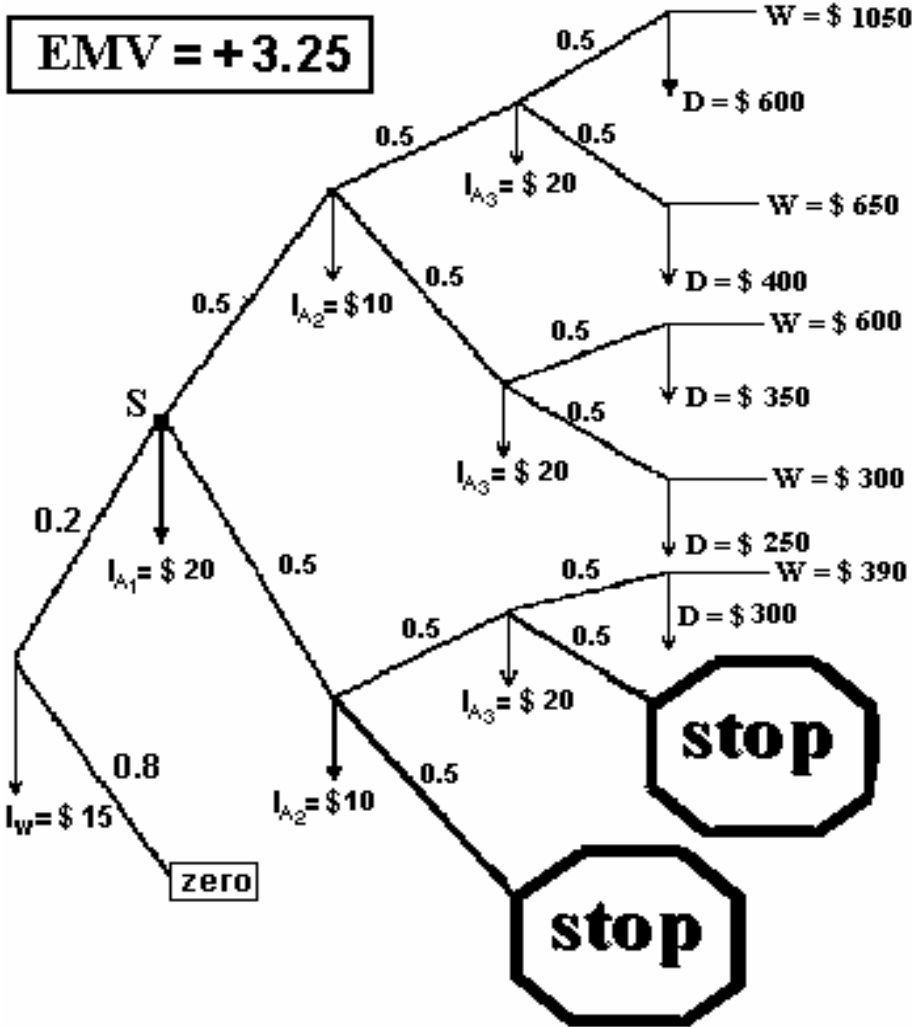 EMV = + 3.25
W = $ 1050
0.5
D = $ 600
0.5
0.5
I_A3 = $ 20
W = $ 650
0.5
0.5
I_A2 = $10
D = $ 400
0.5
W = $ 600
S
0.5
D = $ 350
I_A3 = $ 20
W = $ 300
0.2
I_A1 = $ 20
0.5
D = $ 250
0.5
W = $ 390
0.5
0.5
D = $ 300
I_A3 = $ 20
stop
0.8
0.5
I_A2 = $10
I_W = $ 15
zero
stop